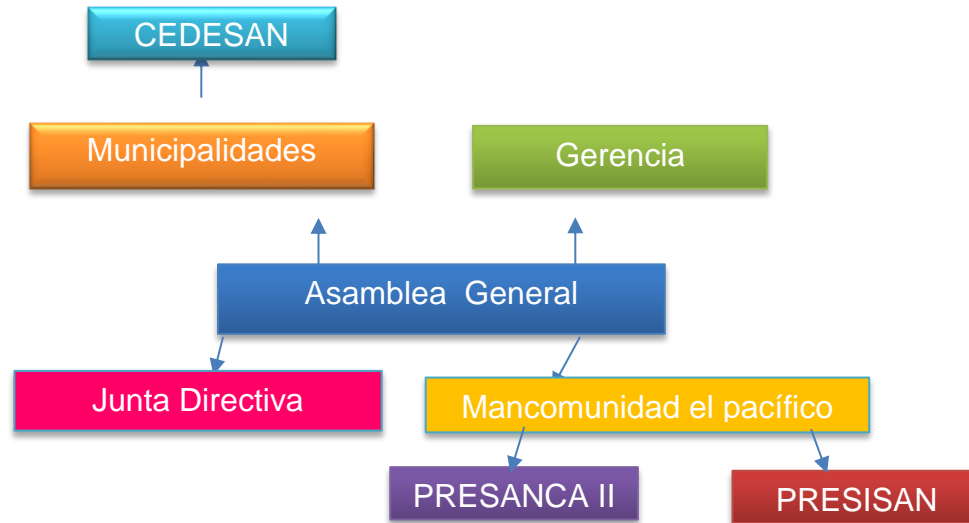 CEDESAN
Municipalidades
Gerencia
Asamblea General
Junta Directiva
Mancomunidad el pacífico
PRESANCA II
PRESISAN